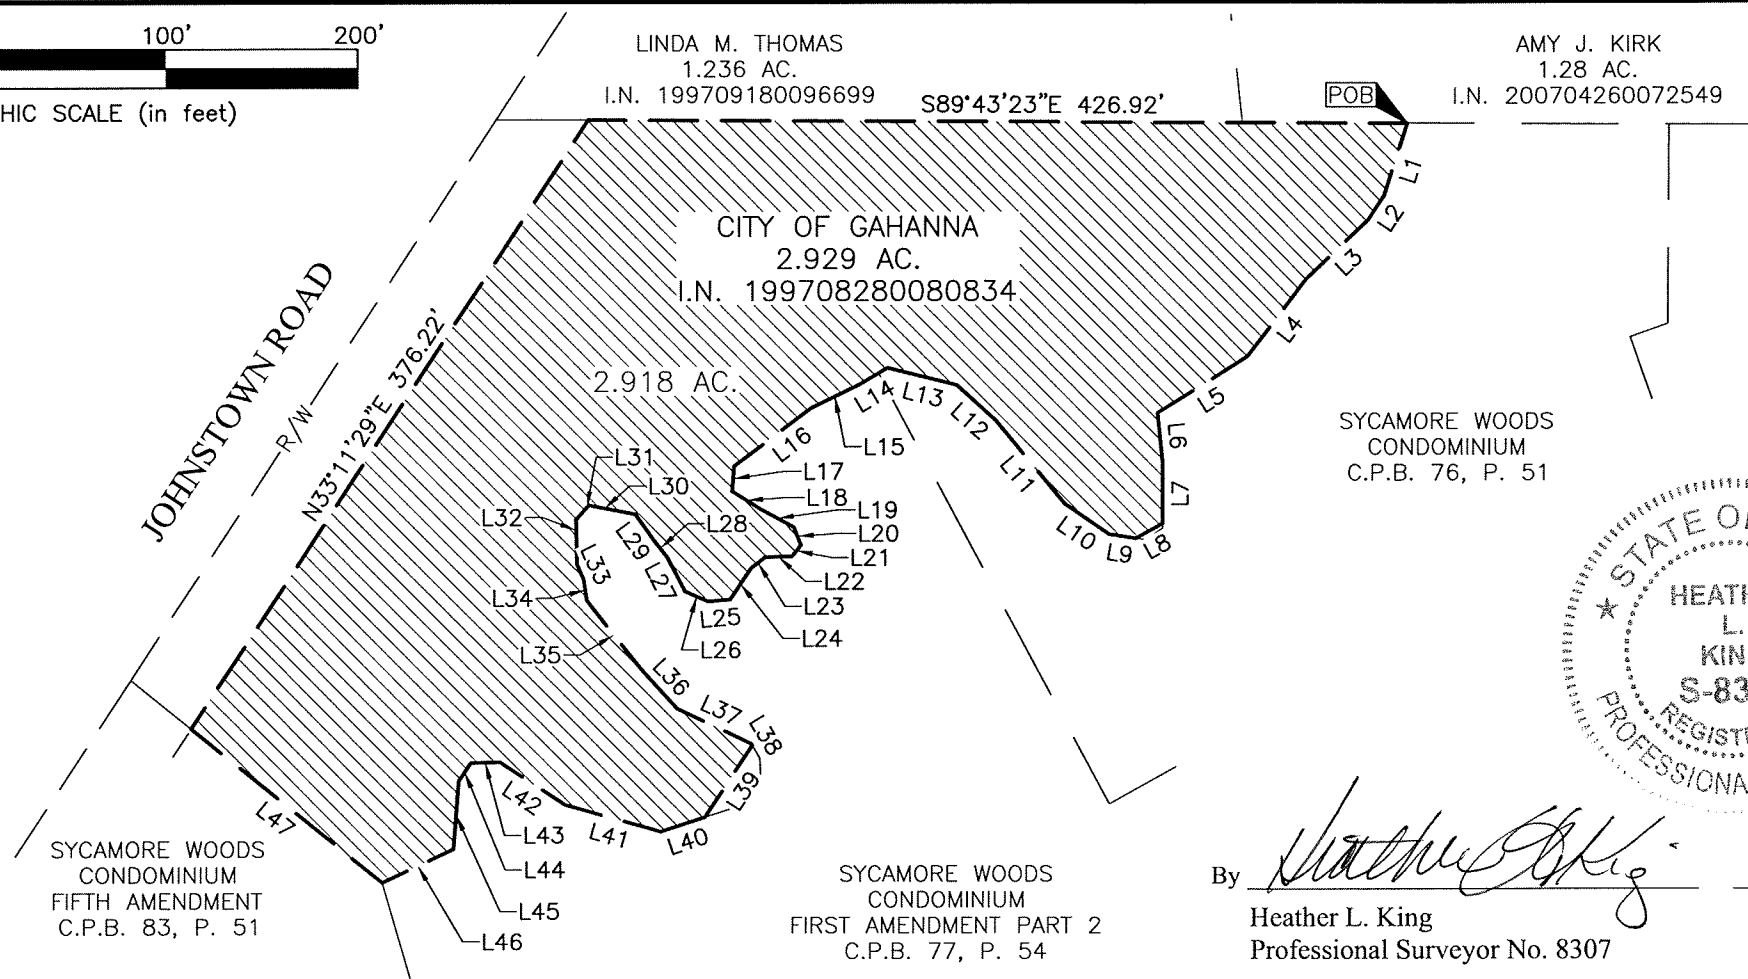 100' 200'
HIC SCALE (in feet)
LINDA M. THOMAS
1.236 AC.
I.N. 199709180096699
S89°43'23"E 426.92'
POB
AMY J. KIRK
1.28 AC.
I.N. 200704260072549
CITY OF GAHANNA
2.929 AC.
I.N. 199708280080834
2.918 AC.
JOHNSTOWN ROAD
R/W
N33°11'29"E 376.22'
L1
L2
L3
L4
L5
L6
L7
L8
L9
L10
L11
L12
L13
L14
L15
L16
L17
L18
L19
L20
L21
L22
L23
L24
L25
L26
L27
L28
L29
L30
L31
L32
L33
L34
L35
L36
L37
L38
L39
L40
L41
L42
L43
L44
L45
L46
L47
SYCAMORE WOODS
CONDOMINIUM
C.P.B. 76, P. 51
SYCAMORE WOODS
CONDOMINIUM
FIFTH AMENDMENT
C.P.B. 83, P. 51
SYCAMORE WOODS
CONDOMINIUM
FIRST AMENDMENT PART 2
C.P.B. 77, P. 54
STATE O
HEATH
L.
KIN
S-83
REGIST
PROFESSIONA
By Heather L King
Heather L. King
Professional Surveyor No. 8307